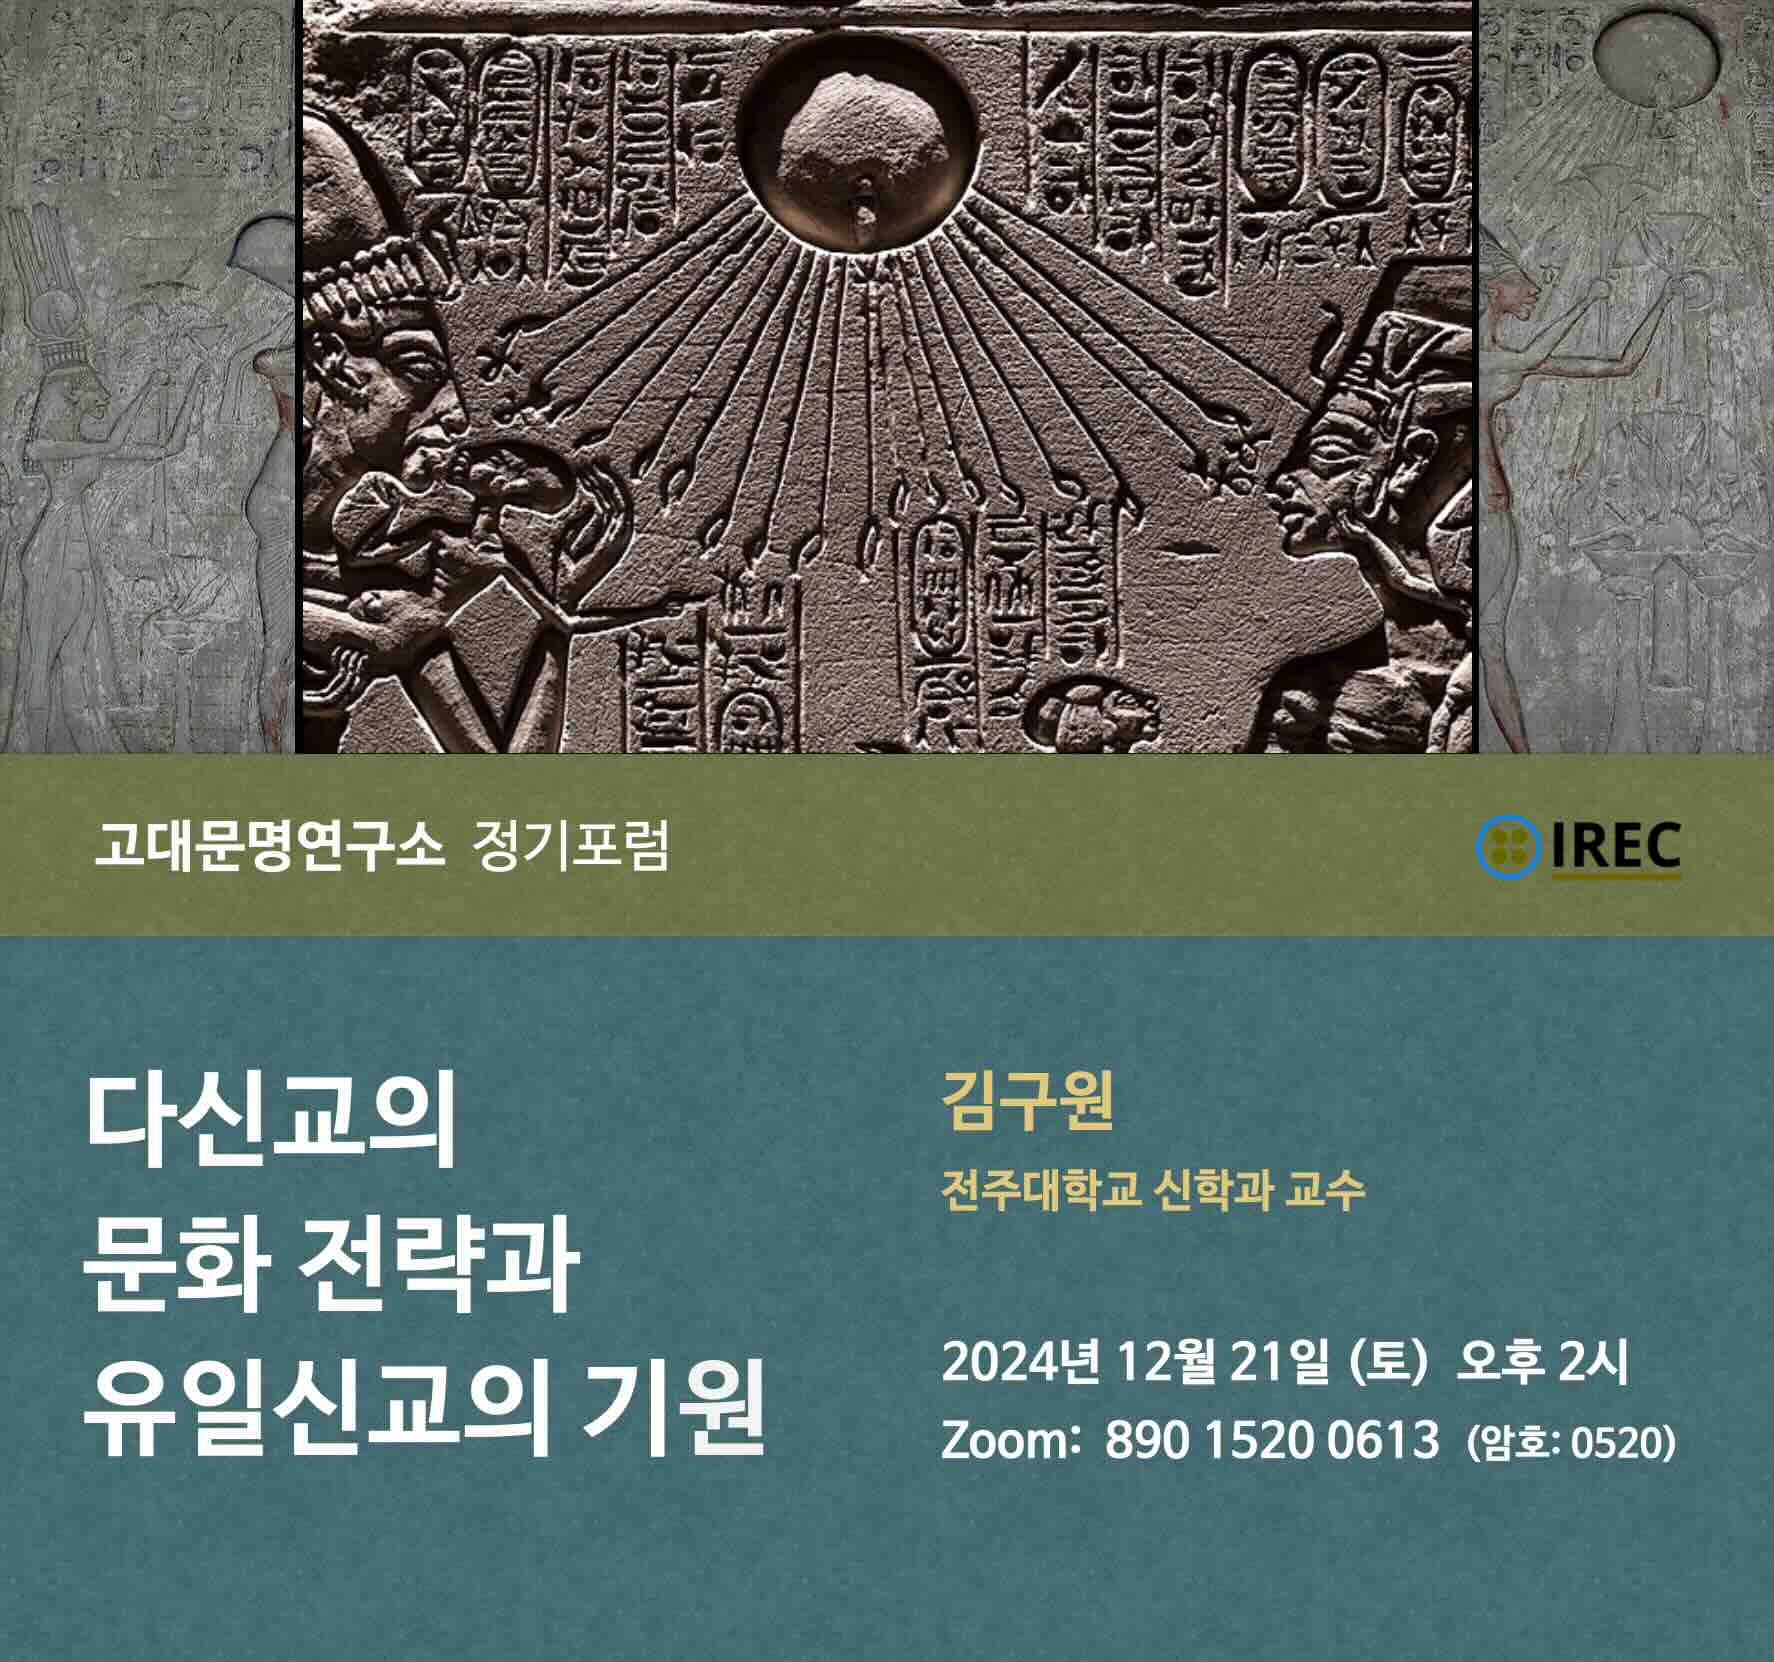 고대문명연구소 정기포럼
IREC
다신교의
문화 전략과
유일신교의 기원
김구원
전주대학교 신학과 교수
2024년 12월 21일 (토) 오후 2시
Zoom: 890 1520 0613 (암호: 0520)